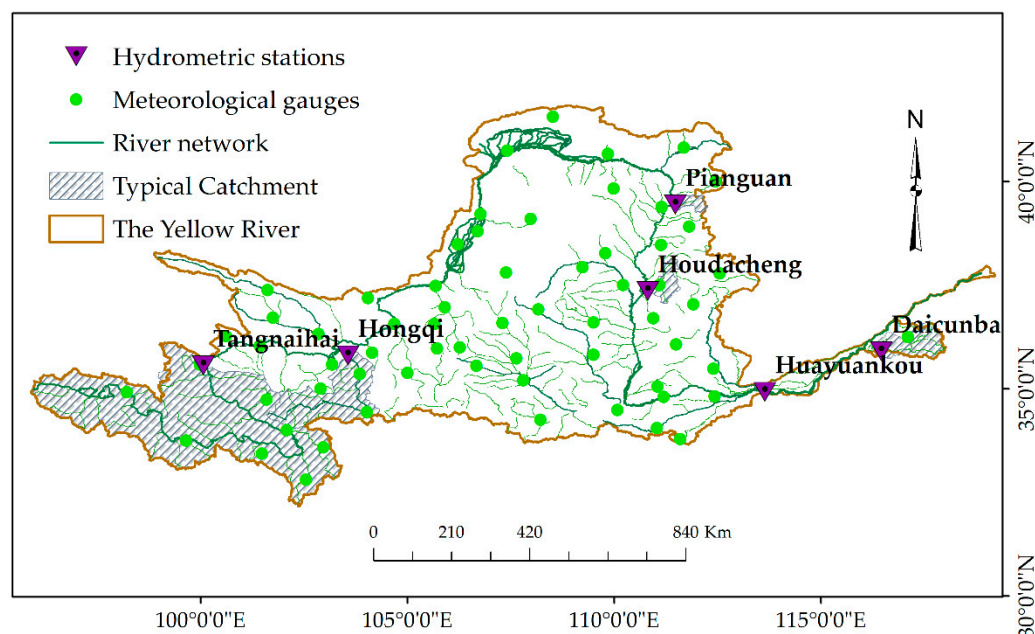 Hydrometric stations
Meteorological gauges
River network
Typical Catchment
The Yellow River
N
Pianguan
Houdacheng
Tangnaihai
Hongqi
Daicunba
Huayuankou
0 210 420 840 Km
100°0'0"E 105°0'0"E 110°0'0"E 115°0'0"E
40°0'0"N
35°0'0"N
30°0'0"N